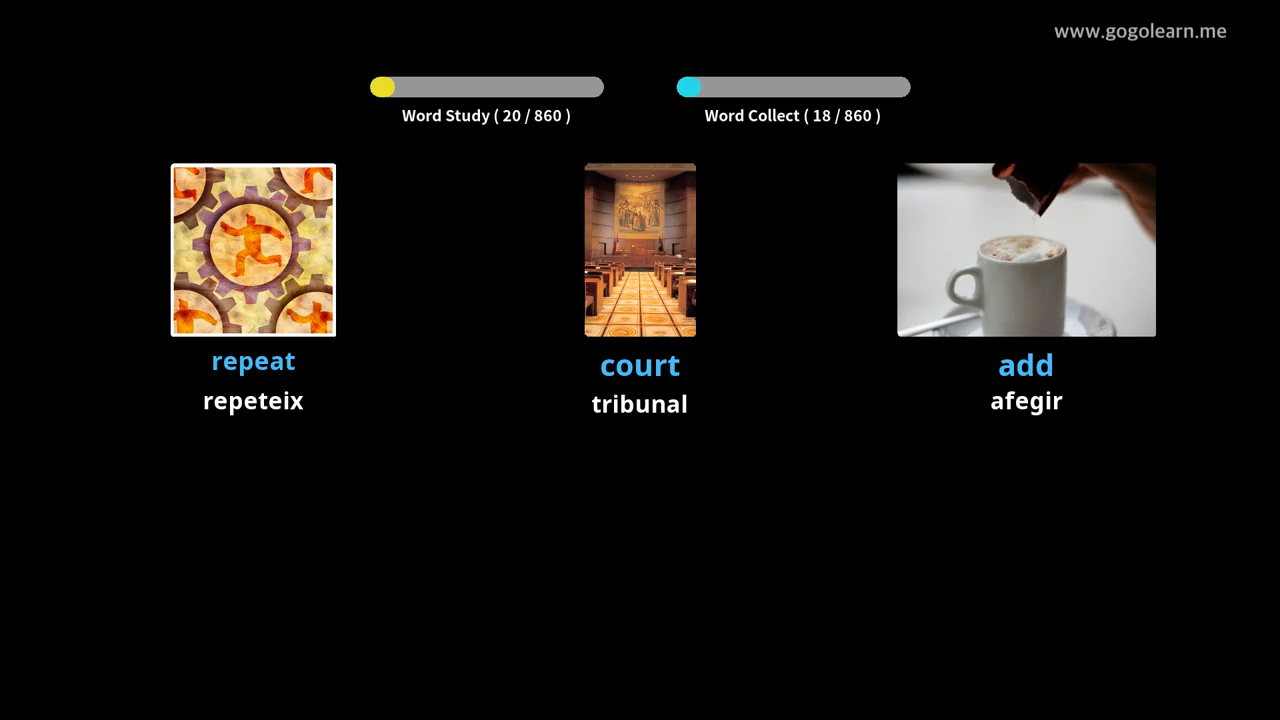 www.gogolearn.me
Word Study ( 20 / 860 )
Word Collect ( 18 / 860 )
repeat
repeteix
court
tribunal
add
afegir